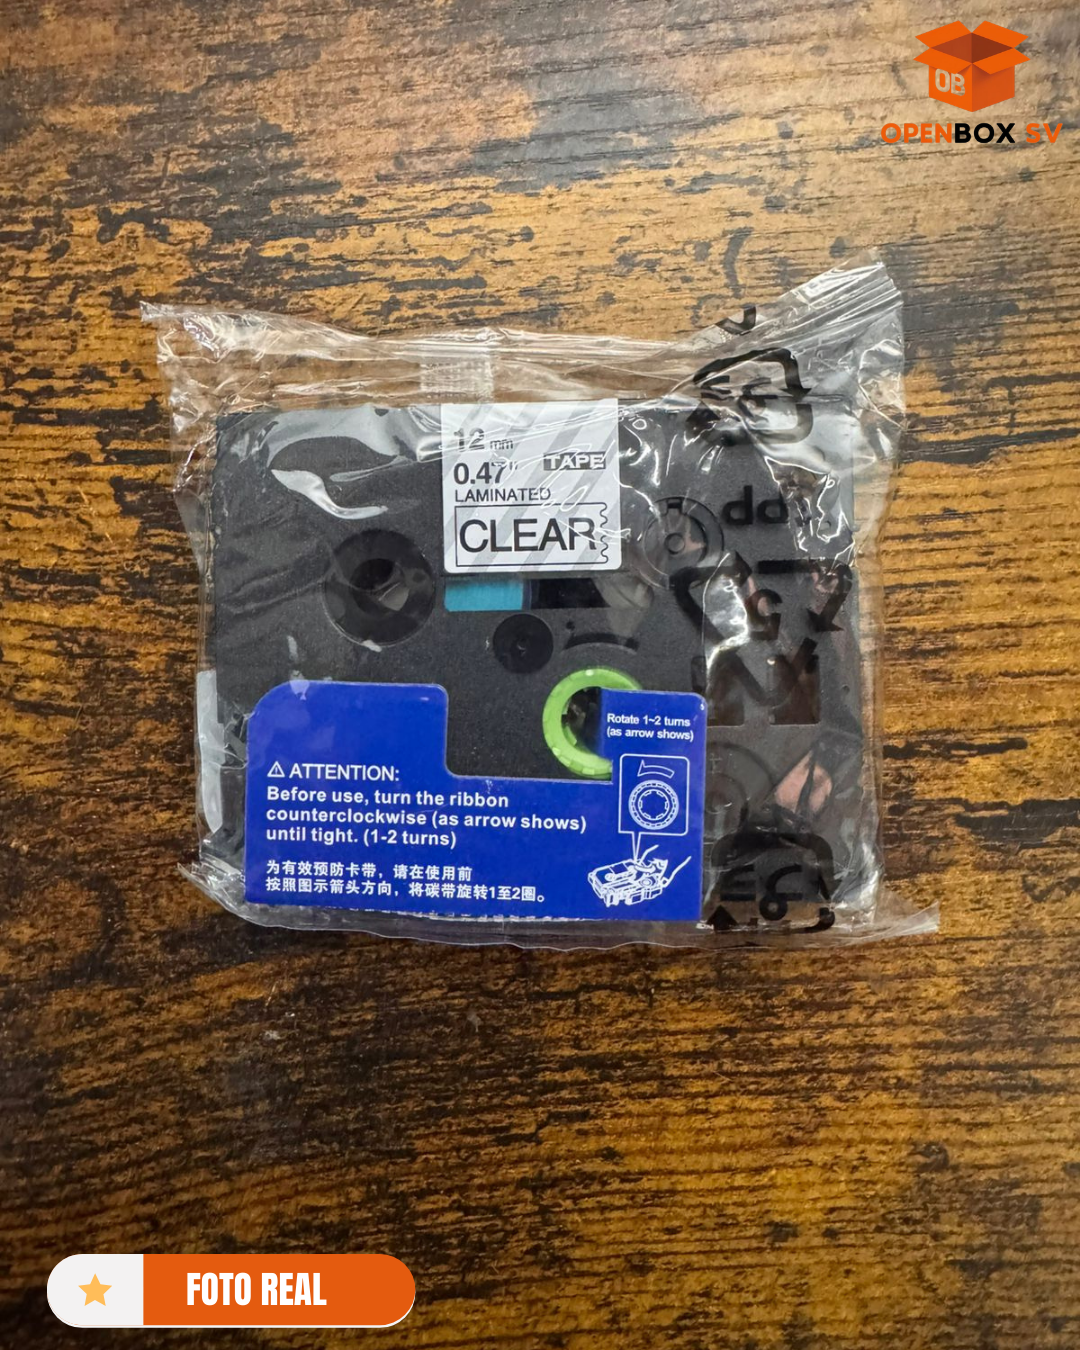 OB
OPENBOX SV
12 mm
0.47"
TAPE
LAMINATED
CLEAR
Rotate 1~2 turns
(as arrow shows)
⚠ ATTENTION:
Before use, turn the ribbon
counterclockwise (as arrow shows)
until tight. (1-2 turns)
为有效预防卡带，请在使用前
按照图示箭头方向，将碳带旋转1至2圈。
FOTO REAL